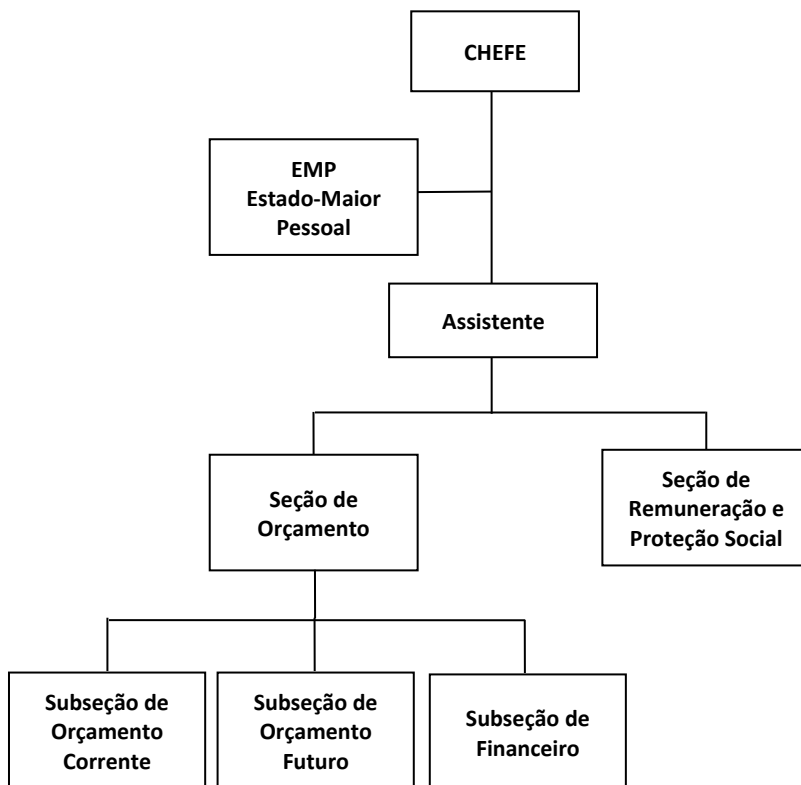 CHEFE
EMP
Estado-Maior
Pessoal
Assistente
Seção de
Orçamento
Seção de
Remuneração e
Proteção Social
Subseção de
Orçamento
Corrente
Subseção de
Orçamento
Futuro
Subseção de
Financeiro